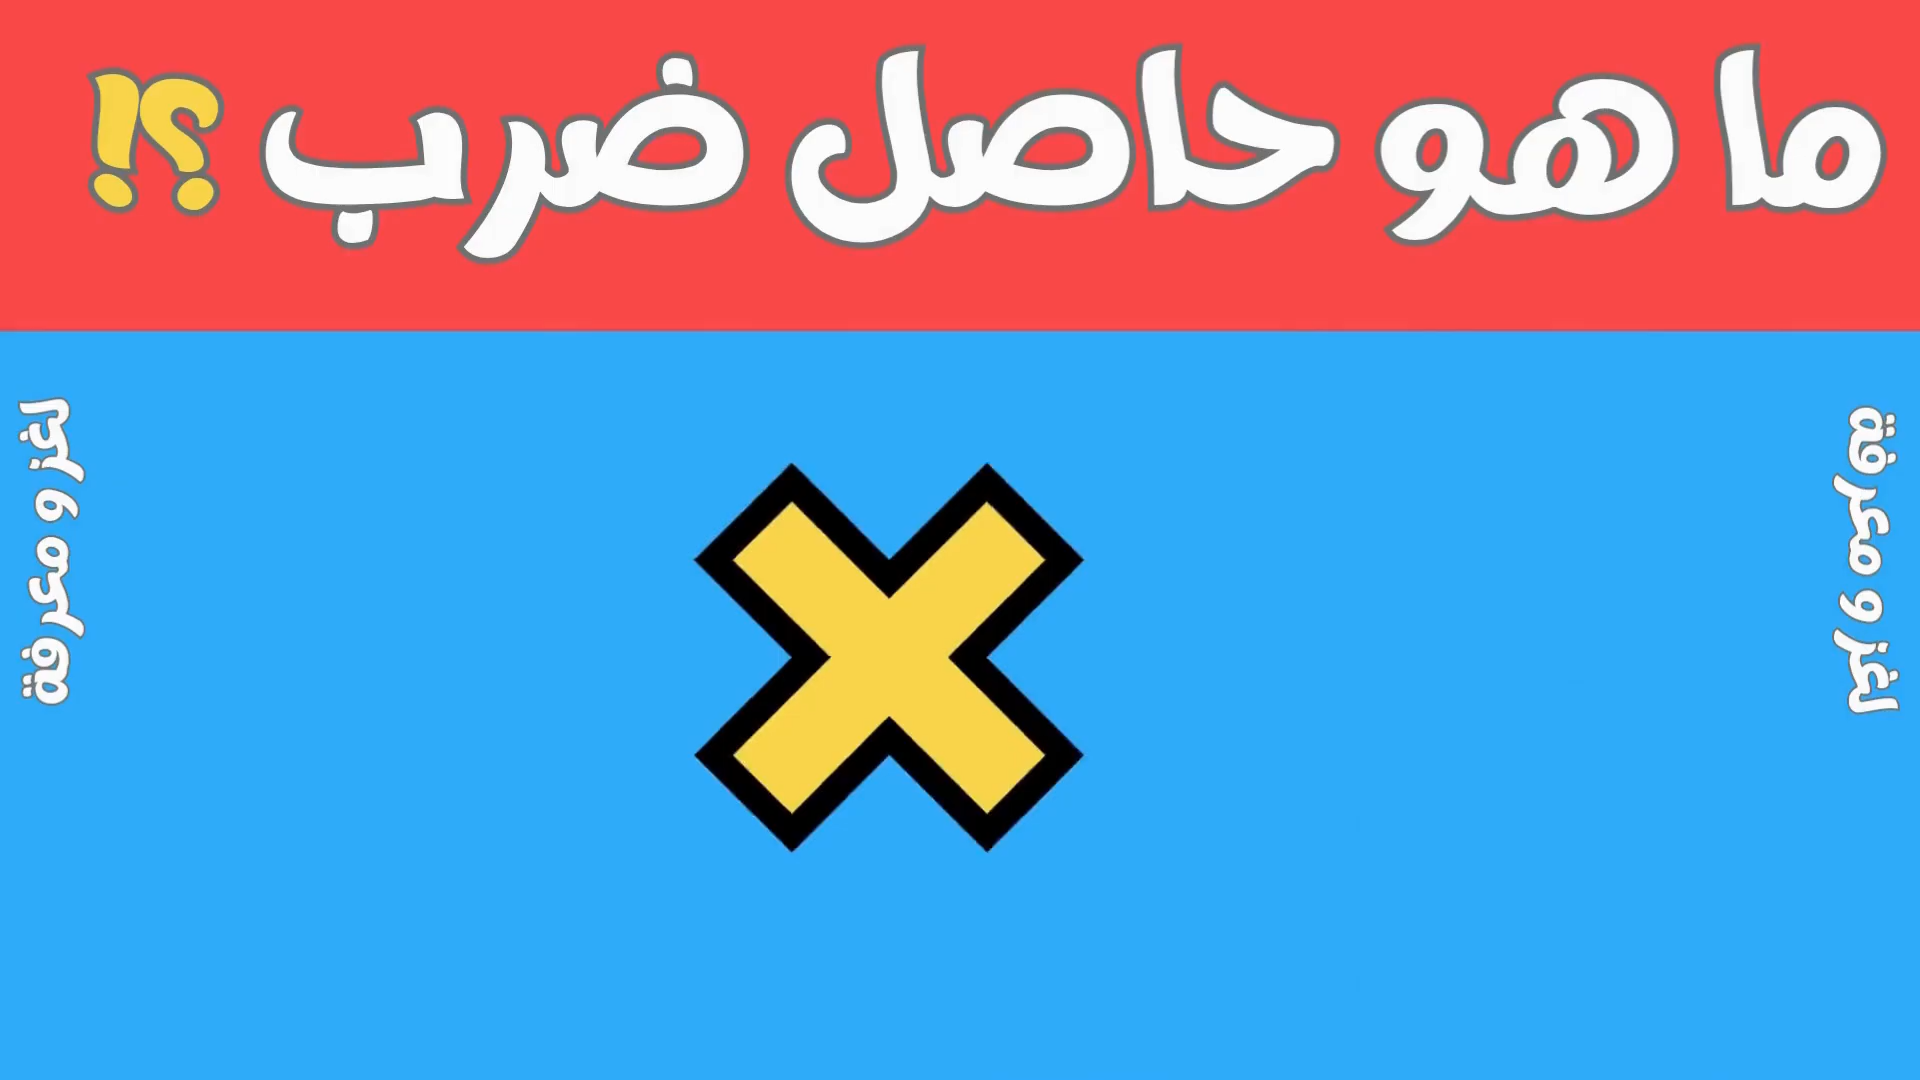 ما هو حاصل ضرب ؟!
لغز و معرفة
لغز و معرفة